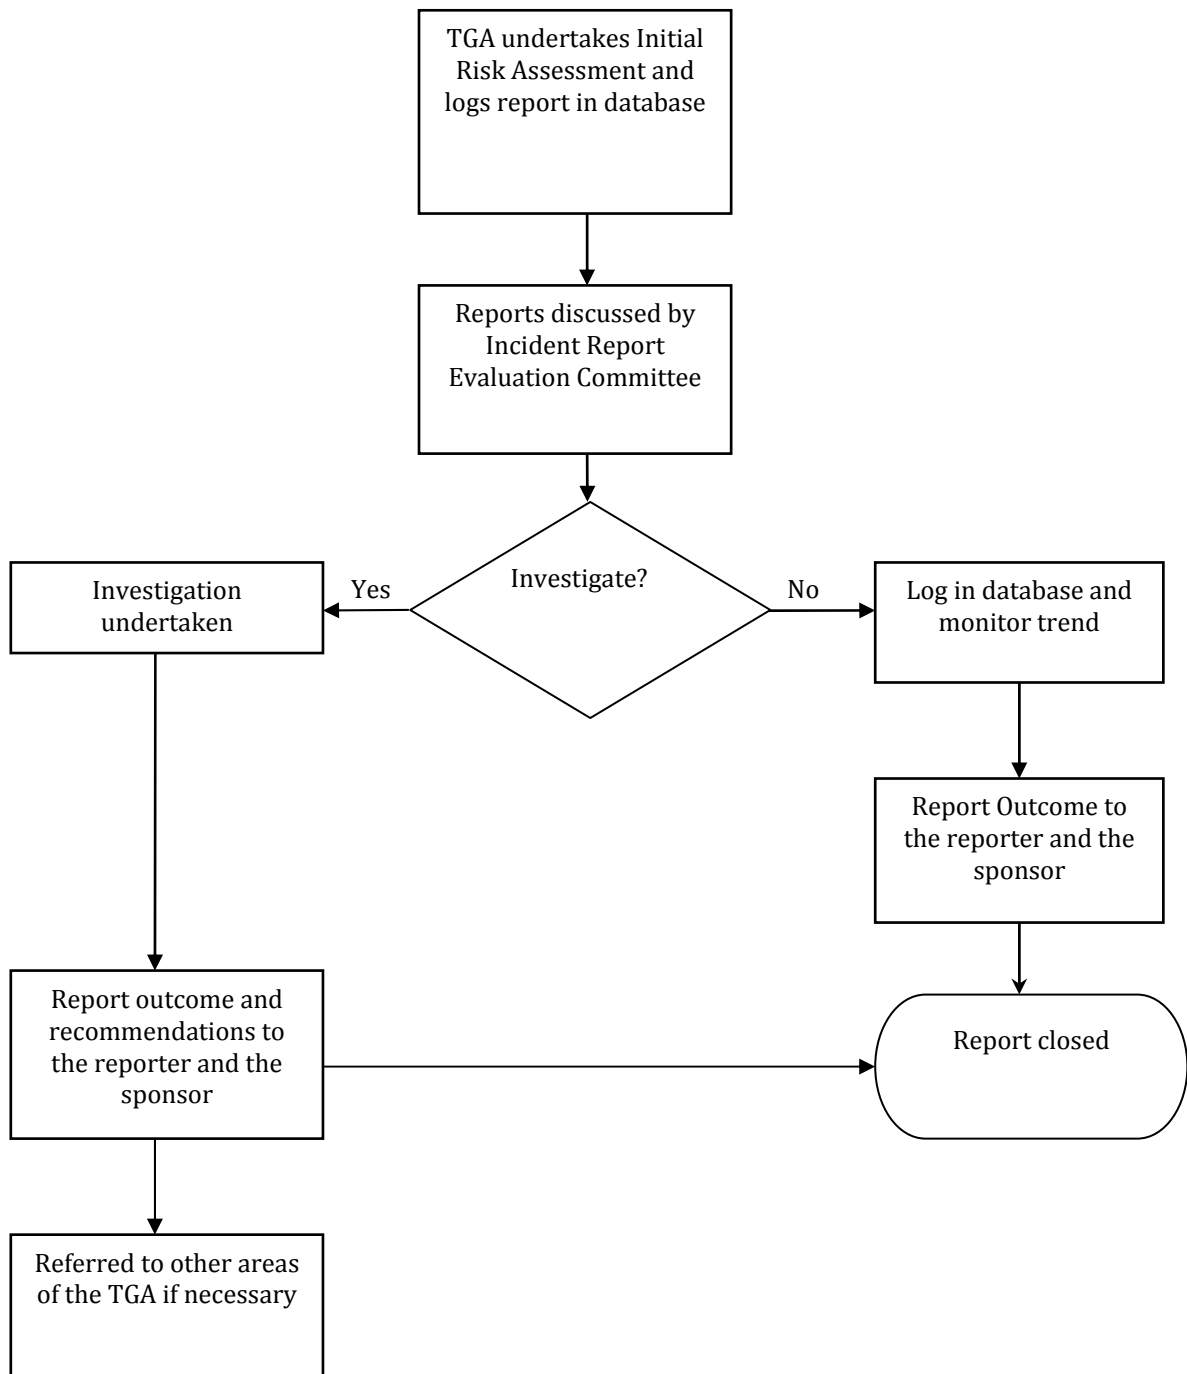 TGA undertakes Initial
Risk Assessment and
logs report in database
Reports discussed by
Incident Report
Evaluation Committee
Investigate?
Yes
No
Investigation
undertaken
Log in database and
monitor trend
Report Outcome to
the reporter and the
sponsor
Report outcome and
recommendations to
the reporter and the
sponsor
Report closed
Referred to other areas
of the TGA if necessary